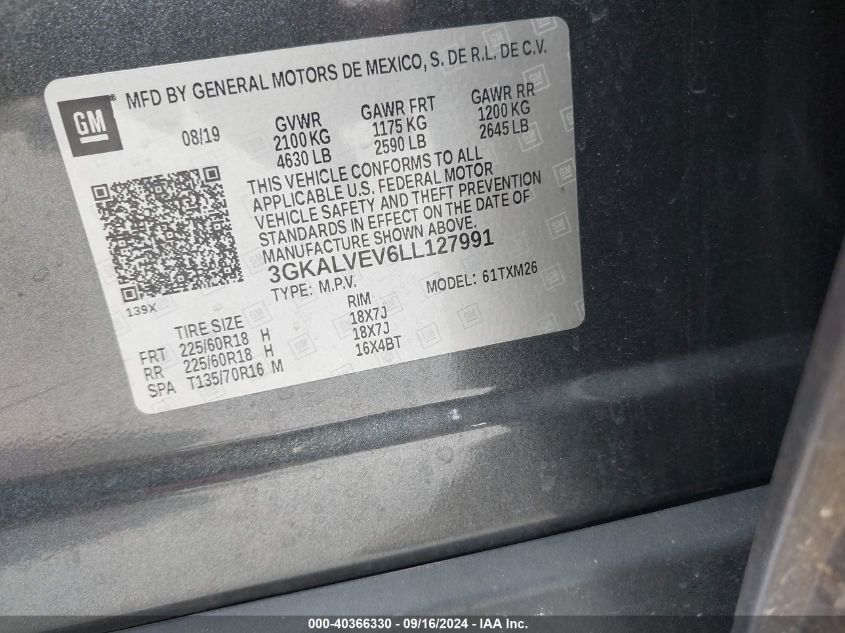 GM
MFD BY GENERAL MOTORS DE MEXICO, S. DE R.L. DE C.V.
08/19 GVWR GAWR FRT GAWR RR
2100 KG 1175 KG 1200 KG
4630 LB 2590 LB 2645 LB
THIS VEHICLE CONFORMS TO ALL
APPLICABLE U.S. FEDERAL MOTOR
VEHICLE SAFETY AND THEFT PREVENTION
STANDARDS IN EFFECT ON THE DATE OF
MANUFACTURE SHOWN ABOVE.
3GKALVEV6LL127991
TYPE: M.P.V. MODEL: 61TXM26
139X
TIRE SIZE RIM
FRT 225/60R18 H 18X7J
RR 225/60R18 H 18X7J
SPA T135/70R16 M 16X4BT
000-40366330 - 09/16/2024 - IAA Inc.